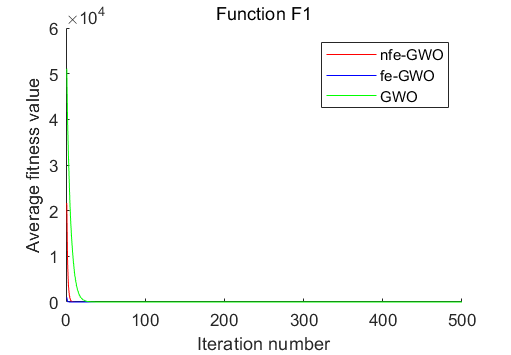 Function F1
×10^4
6
5
4
3
2
1
0
Average fitness value
nfe-GWO
fe-GWO
GWO
0 100 200 300 400 500
Iteration number